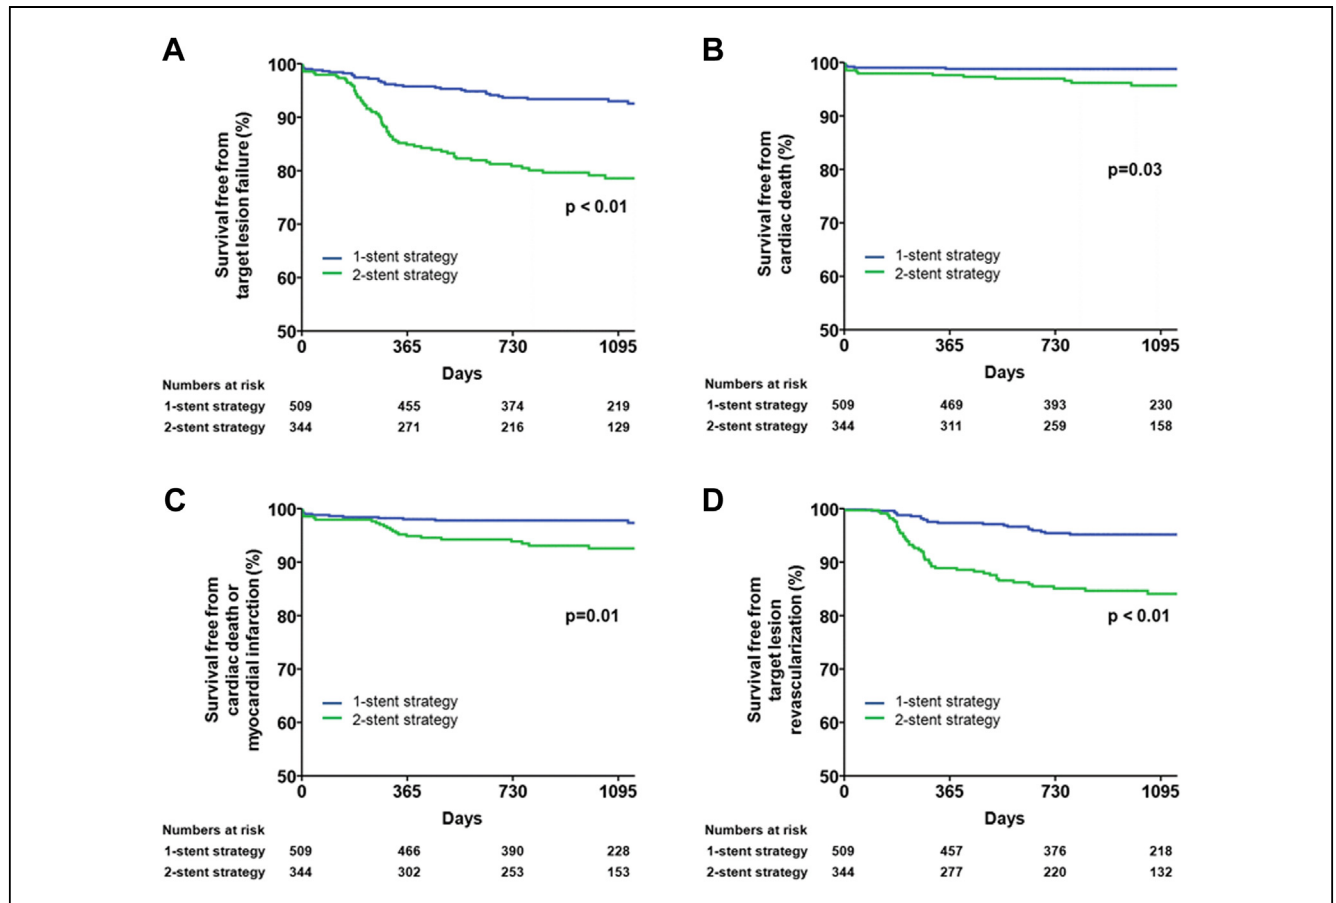 A
100
90
80
70
60
50
Survival free from
target lesion failure (%)
p < 0.01
1-stent strategy
2-stent strategy
0 365 730 1095
Days
Numbers at risk
1-stent strategy 509 455 374 219
2-stent strategy 344 271 216 129
B
100
90
80
70
60
50
Survival free from
cardiac death (%)
p=0.03
1-stent strategy
2-stent strategy
0 365 730 1095
Days
Numbers at risk
1-stent strategy 509 469 393 230
2-stent strategy 344 311 259 158
C
100
90
80
70
60
50
Survival free from
cardiac death or
myocardial infarction (%)
p=0.01
1-stent strategy
2-stent strategy
0 365 730 1095
Days
Numbers at risk
1-stent strategy 509 466 390 228
2-stent strategy 344 302 253 153
D
100
90
80
70
60
50
Survival free from
target lesion
revascularization (%)
p < 0.01
1-stent strategy
2-stent strategy
0 365 730 1095
Days
Numbers at risk
1-stent strategy 509 457 376 218
2-stent strategy 344 277 220 132